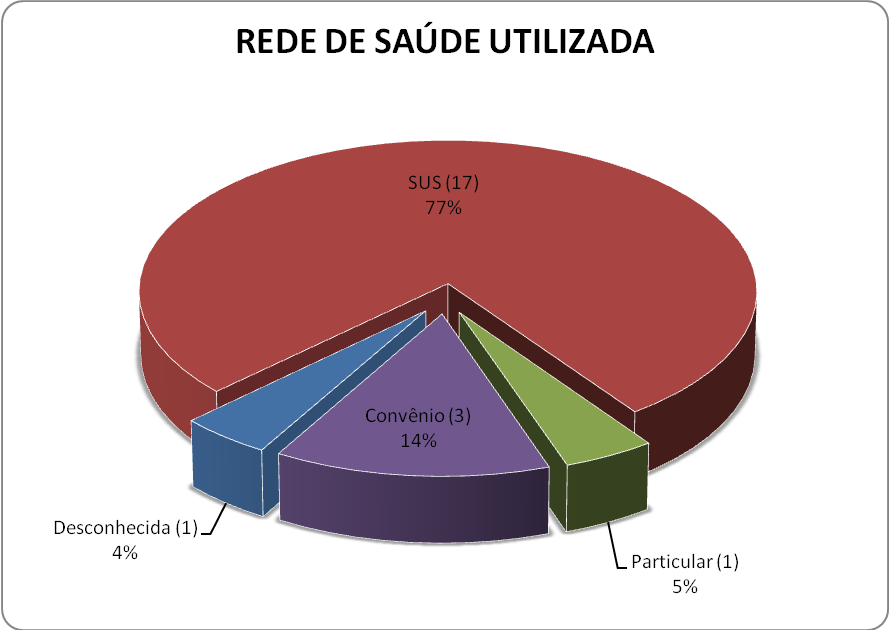 REDE DE SAÚDE UTILIZADA
SUS (17)
77%
Convênio (3)
14%
Desconhecida (1)
4%
Particular (1)
5%